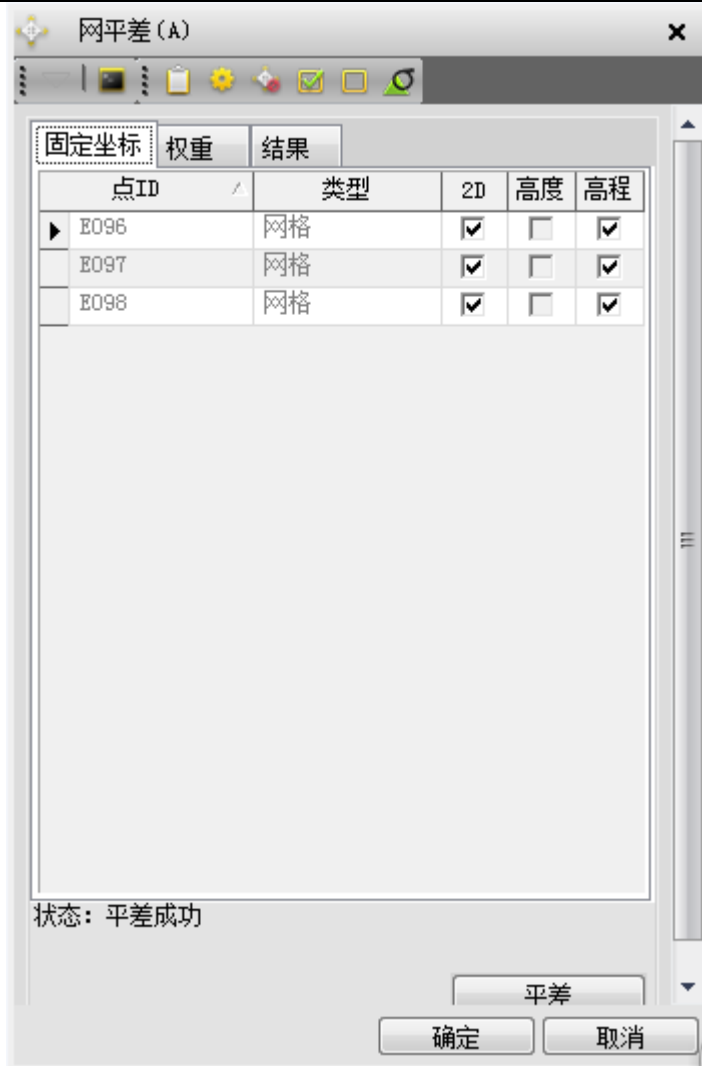 网平差(A)
固定坐标 权重 结果
点ID 类型 2D 高度 高程
E096 网格
E097 网格
E098 网格
状态: 平差成功
平差
确定 取消